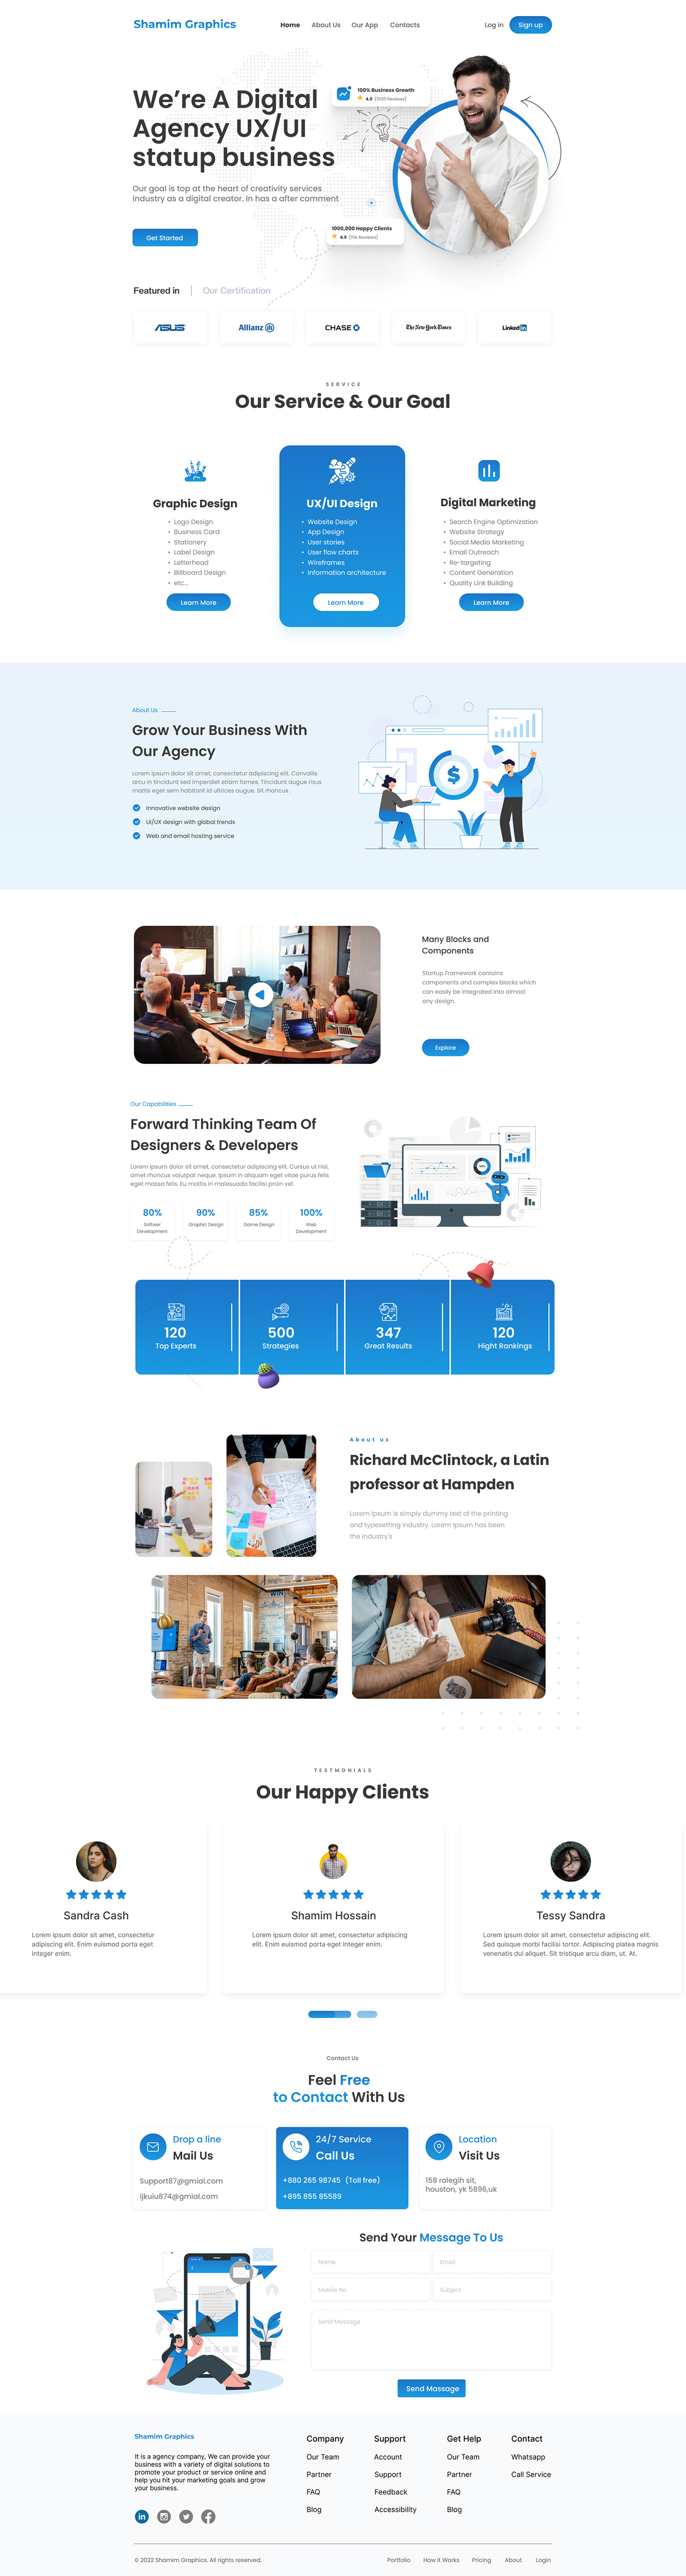 Shamim Graphics
Home
About Us
Our App
Contacts
Log in
Sign up
We're A Digital
Agency UX/UI
statup business
Our goal is top at the heart of creativity services
industry as a digital creator. In has a after comment
Get Started
100% Business Growth
4.9 (1520 Reviews)
1000,000 Happy Clients
4.9 (156 Reviews)
Featured in
Our Certification
ASUS
Allianz
CHASE
The New York Times
Linked in
SERVICE
Our Service & Our Goal
Graphic Design
• Logo Design
• Business Card
• Stationery
• Label Design
• Letterhead
• Billboard Design
• etc...
Learn More
UX/UI Design
• Website Design
• App Design
• User stories
• User flow charts
• Wireframes
• Information architecture
Learn More
Digital Marketing
• Search Engine Optimization
• Website Strategy
• Social Media Marketing
• Email Outreach
• Re-targeting
• Content Generation
• Quality Link Building
Learn More
About Us
Grow Your Business With
Our Agency
Lorem ipsum dolor sit amet, consectetur adipiscing elit. Convallis
arcu in tincidunt sed imperdiet etiam fames. Tincidunt augue risus
mattis eget sem habitant id ultrices augue. Sit rhoncus .
Innovative website design
UI/UX design with global trends
Web and email hosting service
Many Blocks and
Components
Startup Framework contains
components and complex blocks which
can easily be integrated into almost
any design.
Explore
Our Capabilities
Forward Thinking Team Of
Designers & Developers
Lorem ipsum dolor sit amet, consectetur adipiscing elit. Cursus ut nisi,
amet rhoncus volutpat neque. Ipsum in aliquam eget vitae purus in
eget massa felis. Eu mattis in malesuada facilisi proin vel.
80%
Softwer
Development
90%
Graphic Design
85%
Game Design
100%
Web
Development
120
Top Experts
500
Strategies
347
Great Results
120
Hight Rankings
About us
Richard McClintock, a Latin
professor at Hampden
Lorem Ipsum is simply dummy text of the printing
and typesetting industry. Lorem Ipsum has been
the industry's
TESTMONIALS
Our Happy Clients
Sandra Cash
Lorem ipsum dolor sit amet, consectetur
adipiscing elit. Enim euismod porta eget
integer enim.
Shamim Hossain
Lorem ipsum dolor sit amet, consectetur adipiscing
elit. Enim euismod porta eget integer enim.
Tessy Sandra
Lorem ipsum dolor sit amet, consectetur adipiscing elit.
Sed quisque morbi facilisi tortor. Adipiscing platea magnis
venenatis dui aliquet. Sit tristique arcu diam, ut. At.
Contact Us
Feel Free
to Contact With Us
Drop a line
Mail Us
Support87@gmial.com
ijkuiu874@gmial.com
24/7 Service
Call Us
+880 265 98745 (Toll free)
+895 855 85589
Location
Visit Us
158 ralegih sit,
houston, yk 5896,uk
Send Your Message To Us
Name
Email
Mobile No
Subject
Send Massage
Send Massage
Shamim Graphics
It is a agency company, We can provide your
business with a variety of digital solutions to
promote your product or service online and
help you hit your marketing goals and grow
your business.
Company
Our Team
Partner
FAQ
Blog
Support
Account
Support
Feedback
Accessibility
Get Help
Our Team
Partner
FAQ
Blog
Contact
Whatsapp
Call Service
© 2022 Shamim Graphics. All rights reserved.
Portfolio
How it Works
Pricing
About
Login